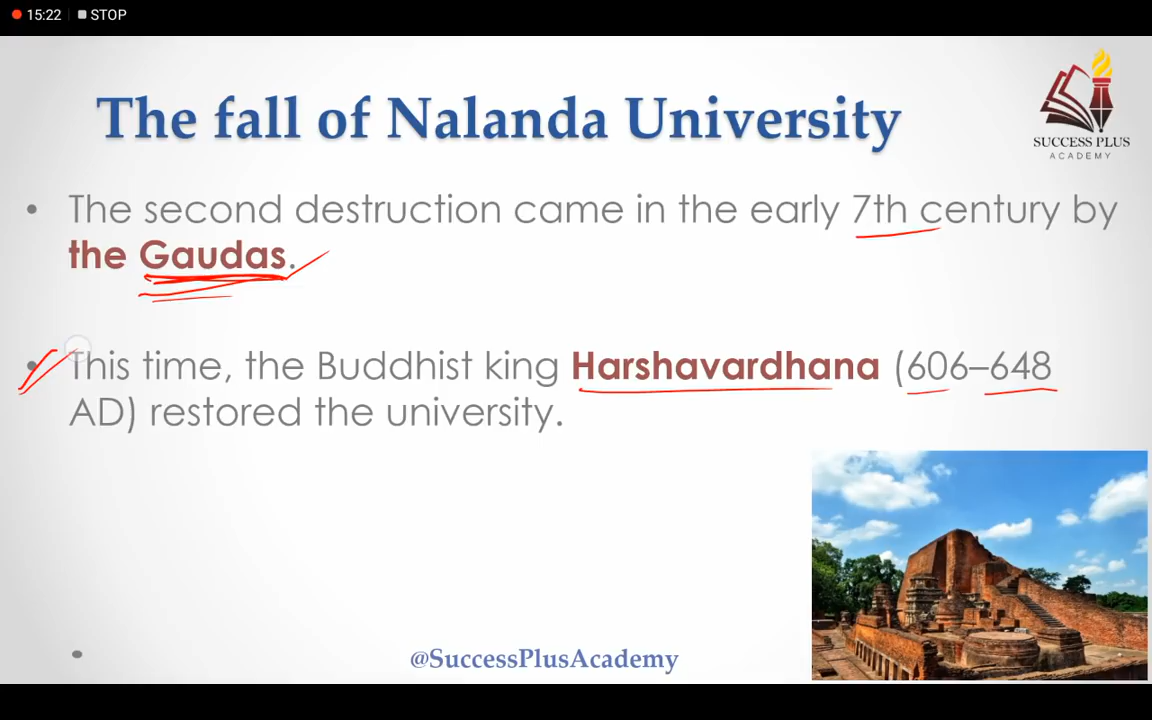 15:22 STOP
The fall of Nalanda University
SUCCESS PLUS
ACADEMY
• The second destruction came in the early 7th century by
the Gaudas.
• This time, the Buddhist king Harshavardhana (606–648
AD) restored the university.
@SuccessPlusAcademy